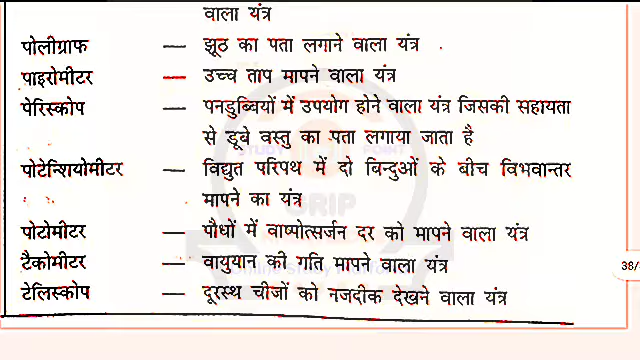 वाला यंत्र
पोलीग्राफ — झूठ का पता लगाने वाला यंत्र
पाइरोमीटर — उच्च ताप मापने वाला यंत्र
पेरिस्कोप — पनडुब्बियों में उपयोग होने वाला यंत्र जिसकी सहायता
से डूबे वस्तु का पता लगाया जाता है
पोटेन्शियोमीटर — विद्युत परिपथ में दो बिन्दुओं के बीच विभवान्तर
मापने का यंत्र
पोटोमीटर — पौधों में वाष्पोत्सर्जन दर को मापने वाला यंत्र
टैकोमीटर — वायुयान की गति मापने वाला यंत्र
38/
टेलिस्कोप — दूरस्थ चीजों को नजदीक देखने वाला यंत्र